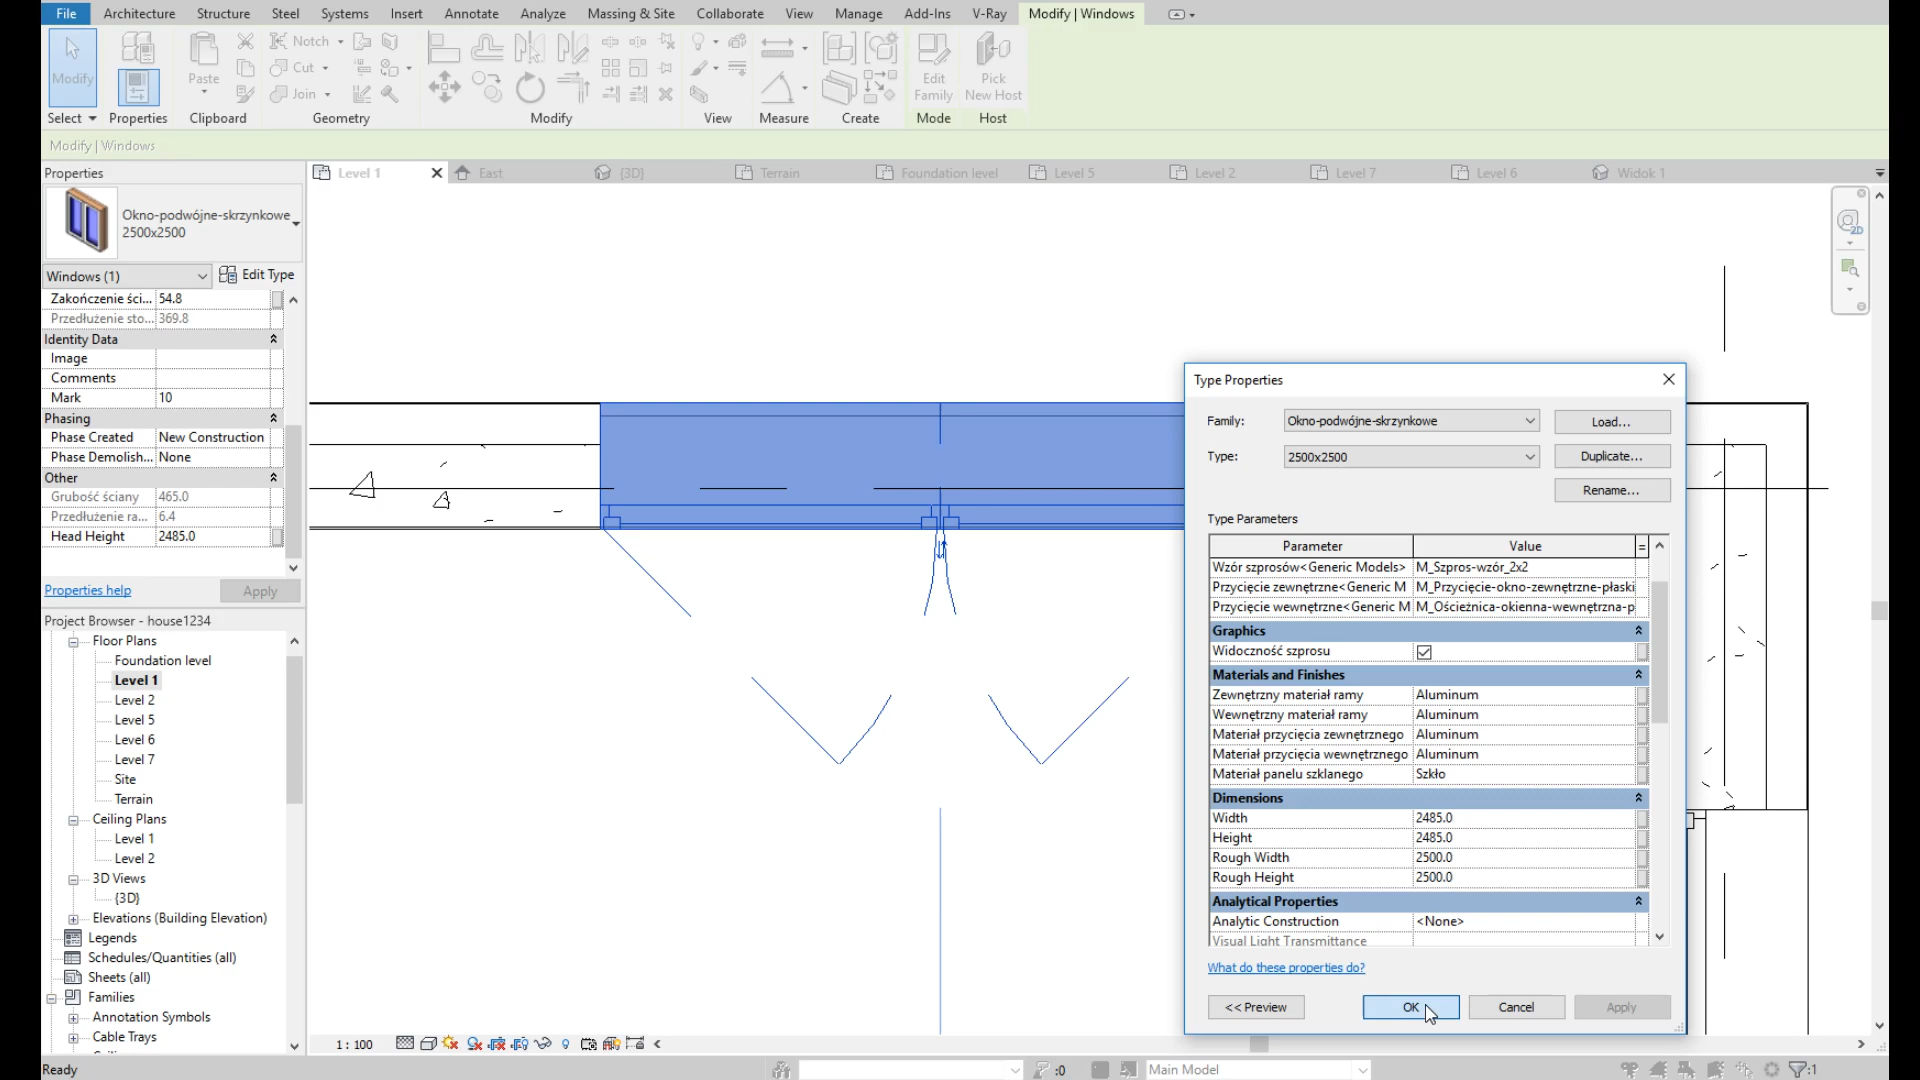 File Architecture Structure Steel Systems Insert Annotate Analyze Massing & Site Collaborate View Manage Add-Ins V-Ray Modify | Windows
Notch
Cut
Join
Modify
Paste
Edit Family
Pick New Host
Select Properties Clipboard Geometry Modify View Measure Create Mode Host
Modify | Windows
Properties
Level 1 East {3D} Terrain Foundation level Level 5 Level 2 Level 7 Level 6 Widok 1
Okno-podwójne-skrzynkowe
2500x2500
Windows (1) Edit Type
Zakończenie ści... 54.8
Przedłużenie sto... 369.8
Identity Data
Image
Comments
Mark 10
Phasing
Phase Created New Construction
Phase Demolish... None
Other
Grubość ściany 465.0
Przedłużenie ra... 6.4
Head Height 2485.0
Properties help Apply
Project Browser - house1234
Floor Plans
Foundation level
Level 1
Level 2
Level 5
Level 6
Level 7
Site
Terrain
Ceiling Plans
Level 1
Level 2
3D Views
{3D}
Elevations (Building Elevation)
Legends
Schedules/Quantities (all)
Sheets (all)
Families
Annotation Symbols
Cable Trays
2D
Type Properties
Family: Okno-podwójne-skrzynkowe Load...
Type: 2500x2500 Duplicate...
Rename...
Type Parameters
Parameter Value =
Wzór szprosów<Generic Models> M_Szpros-wzór_2x2
Przycięcie zewnętrzne<Generic M M_Przycięcie-okno-zewnętrzne-płaski
Przycięcie wewnętrzne<Generic M M_Ościeżnica-okienna-wewnętrzna-p
Graphics
Widoczność szprosu
Materials and Finishes
Zewnętrzny materiał ramy Aluminum
Wewnętrzny materiał ramy Aluminum
Materiał przycięcia zewnętrznego Aluminum
Materiał przycięcia wewnętrznego Aluminum
Materiał panelu szklanego Szkło
Dimensions
Width 2485.0
Height 2485.0
Rough Width 2500.0
Rough Height 2500.0
Analytical Properties
Analytic Construction <None>
Visual Light Transmittance
What do these properties do?
<< Preview OK Cancel Apply
1 : 100
Ready :0 Main Model :1